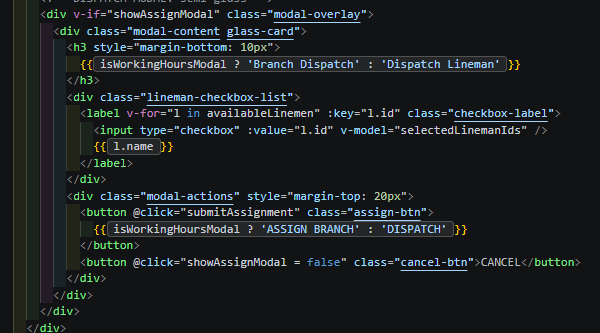 <div v-if="showAssignModal" class="modal-overlay">
<div class="modal-content glass-card">
<h3 style="margin-bottom: 10px">
{{ isWorkingHoursModal ? 'Branch Dispatch' : 'Dispatch Lineman' }}
</h3>
<div class="lineman-checkbox-list">
<label v-for="l in availableLinemen" :key="l.id" class="checkbox-label">
<input type="checkbox" :value="l.id" v-model="selectedLinemanIds" />
{{ l.name }}
</label>
</div>
<div class="modal-actions" style="margin-top: 20px">
<button @click="submitAssignment" class="assign-btn">
{{ isWorkingHoursModal ? 'ASSIGN BRANCH' : 'DISPATCH' }}
</button>
<button @click="showAssignModal = false" class="cancel-btn">CANCEL</button>
</div>
</div>
</div>
</div>